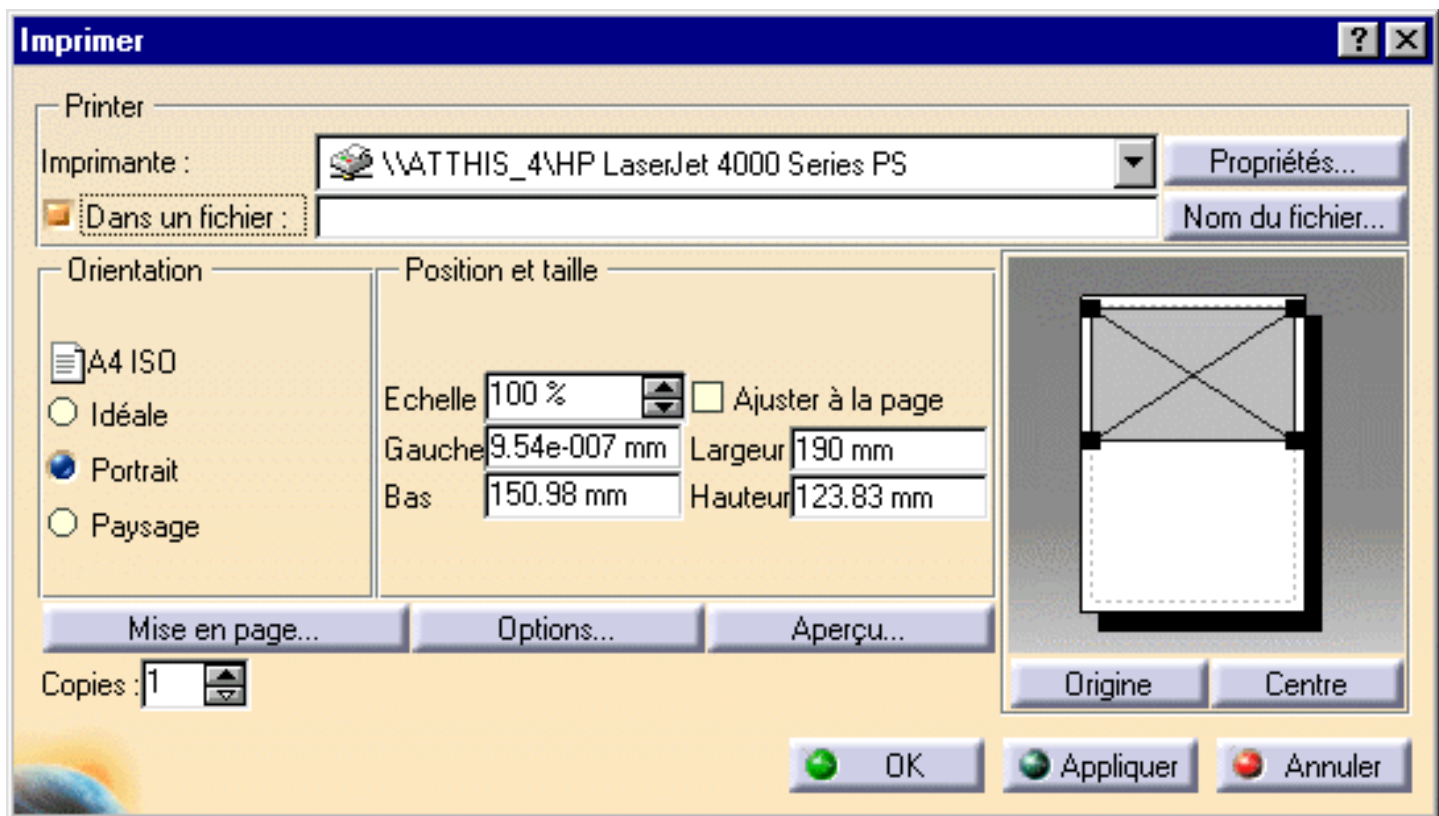 Imprimer
Printer
Imprimante : \\ATTHIS_4\HP LaserJet 4000 Series PS Propriétés...
Dans un fichier : Nom du fichier...
Orientation
A4 ISO
Idéale
Portrait
Paysage
Position et taille
Echelle 100 % Ajuster à la page
Gauche 9.54e-007 mm Largeur 190 mm
Bas 150.98 mm Hauteur 123.83 mm
Mise en page... Options... Aperçu...
Origine Centre
Copies : 1
OK Appliquer Annuler